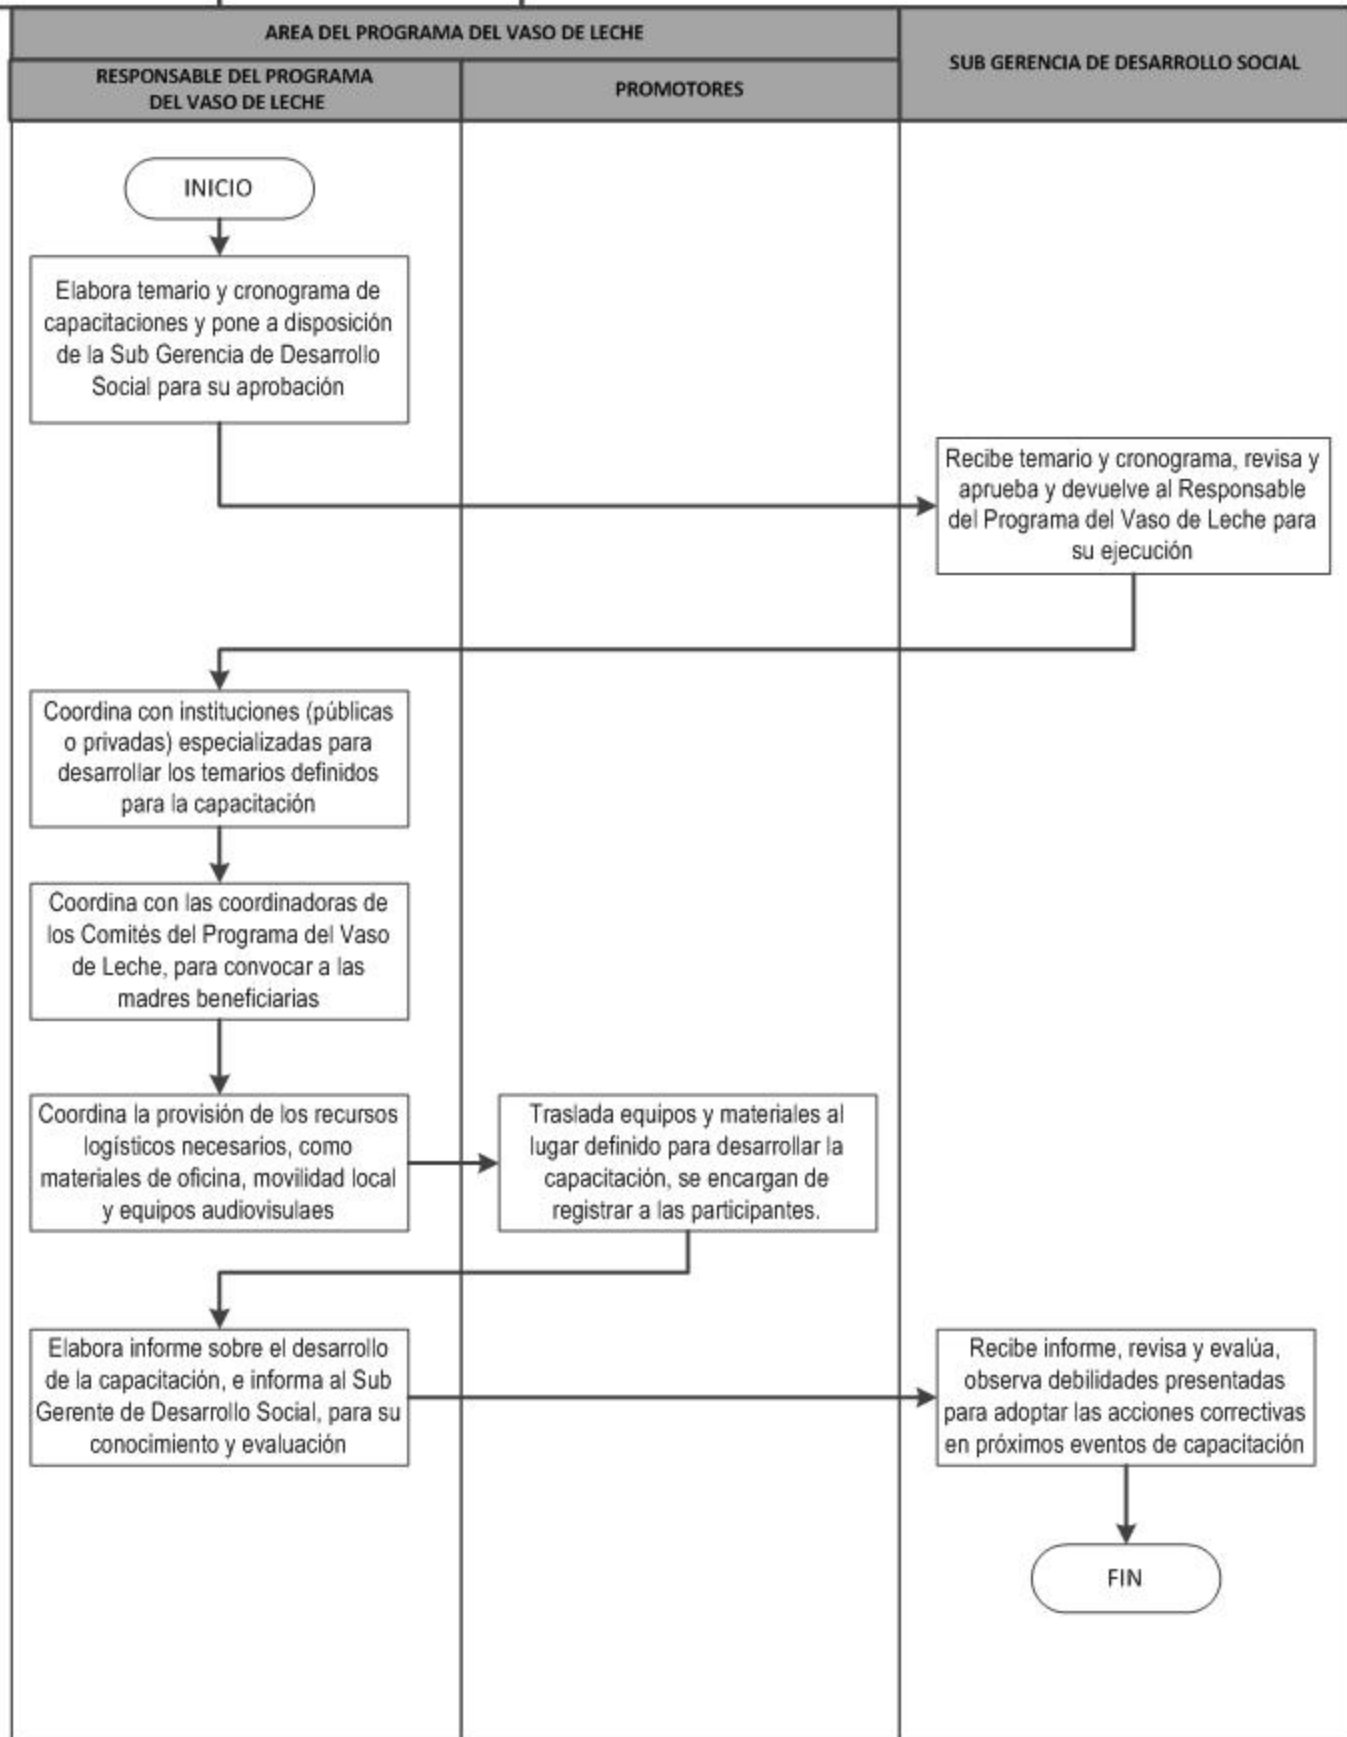 AREA DEL PROGRAMA DEL VASO DE LECHE
SUB GERENCIA DE DESARROLLO SOCIAL
RESPONSABLE DEL PROGRAMA
DEL VASO DE LECHE
PROMOTORES
INICIO
Elabora temario y cronograma de
capacitaciones y pone a disposición
de la Sub Gerencia de Desarrollo
Social para su aprobación
Recibe temario y cronograma, revisa y
aprueba y devuelve al Responsable
del Programa del Vaso de Leche para
su ejecución
Coordina con instituciones (públicas
o privadas) especializadas para
desarrollar los temarios definidos
para la capacitación
Coordina con las coordinadoras de
los Comités del Programa del Vaso
de Leche, para convocar a las
madres beneficiarias
Coordina la provisión de los recursos
logísticos necesarios, como
materiales de oficina, movilidad local
y equipos audiovisulaes
Traslada equipos y materiales al
lugar definido para desarrollar la
capacitación, se encargan de
registrar a las participantes.
Elabora informe sobre el desarrollo
de la capacitación, e informa al Sub
Gerente de Desarrollo Social, para su
conocimiento y evaluación
Recibe informe, revisa y evalúa,
observa debilidades presentadas
para adoptar las acciones correctivas
en próximos eventos de capacitación
FIN